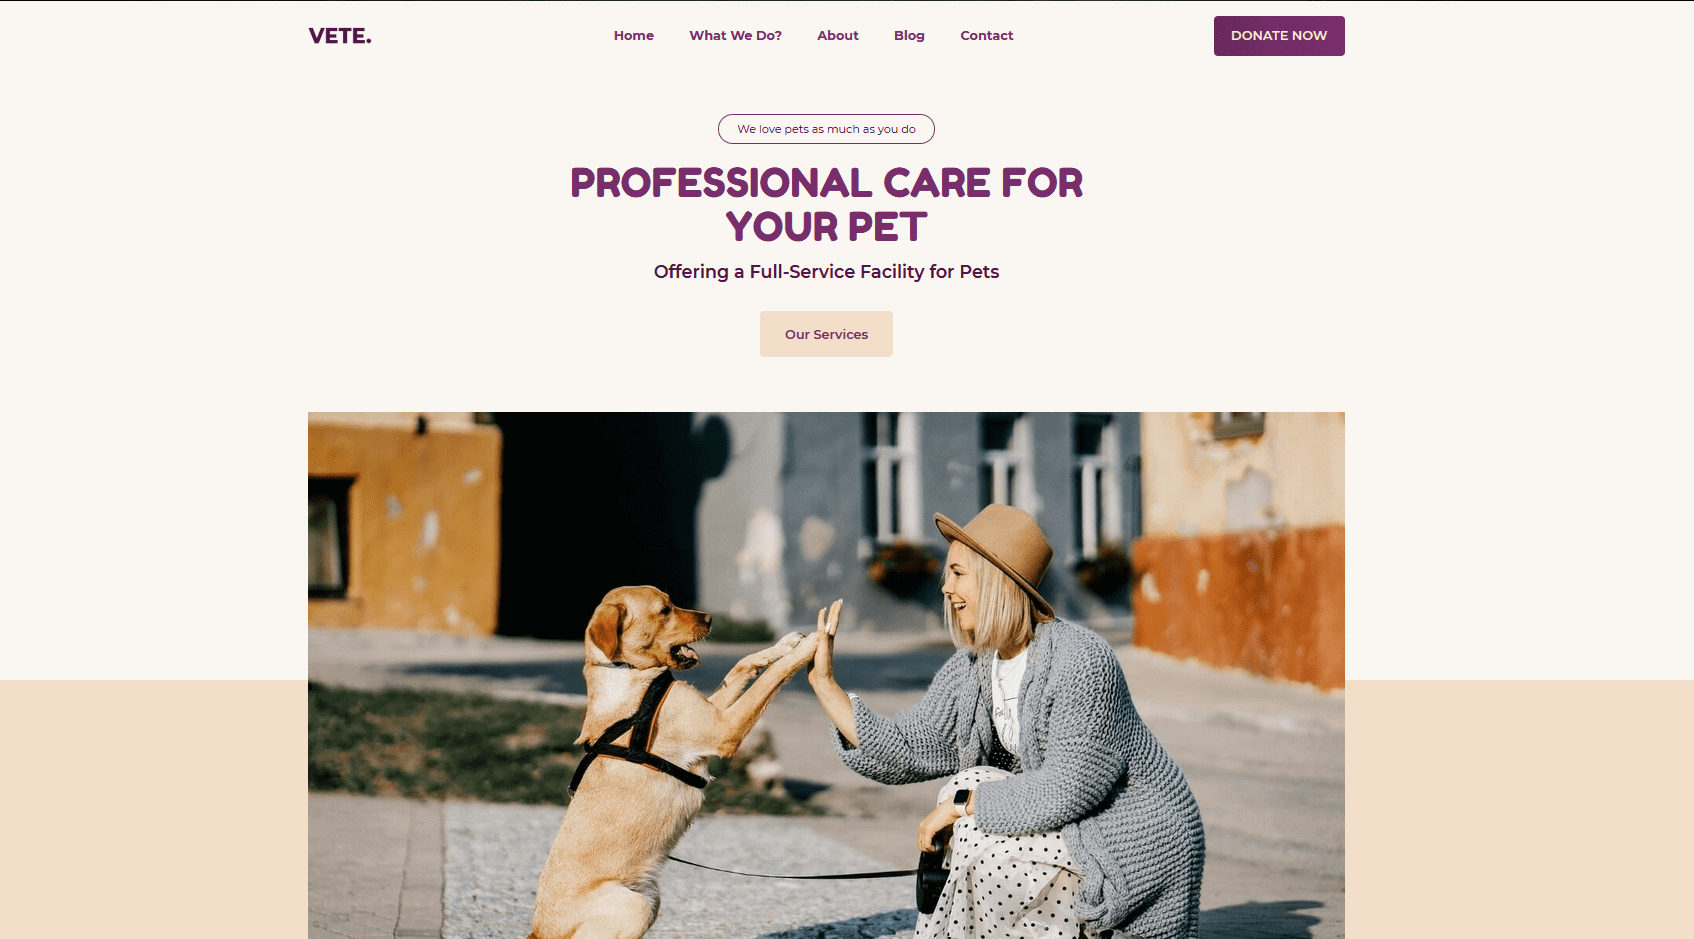 VETE.
Home
What We Do?
About
Blog
Contact
DONATE NOW
We love pets as much as you do
PROFESSIONAL CARE FOR
YOUR PET
Offering a Full-Service Facility for Pets
Our Services